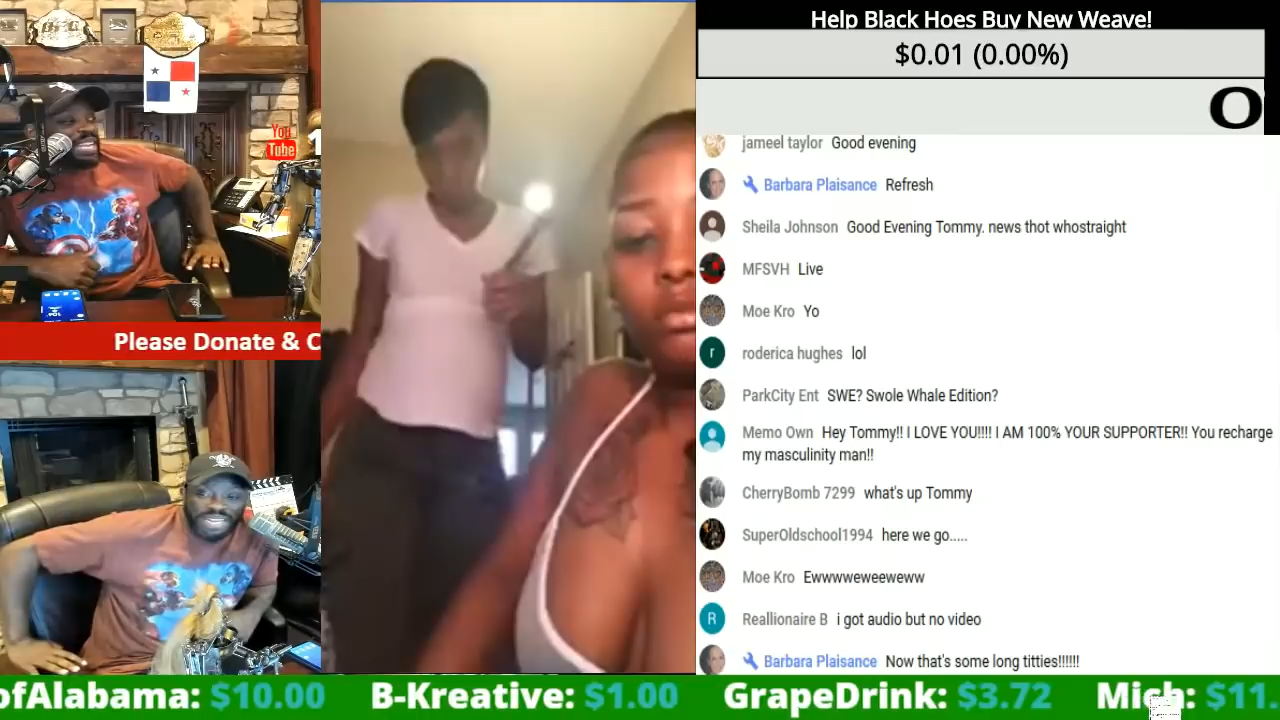 Help Black Hoes Buy New Weave!
$0.01 (0.00%)
O
You
Tube
jameel taylor Good evening
Barbara Plaisance Refresh
Sheila Johnson Good Evening Tommy. news thot whostraight
MFSVH Live
Moe Kro Yo
r roderica hughes lol
Please Donate & C
ParkCity Ent SWE? Swole Whale Edition?
Memo Own Hey Tommy!! I LOVE YOU!!!! I AM 100% YOUR SUPPORTER!! You recharge
my masculinity man!!
CherryBomb 7299 what's up Tommy
SuperOldschool1994 here we go.....
Moe Kro Ewwwweweeweww
R Reallionaire B i got audio but no video
Barbara Plaisance Now that's some long titties!!!!!!
ofAlabama: $10.00 B-Kreative: $1.00 GrapeDrink: $3.72 Mich: $11.